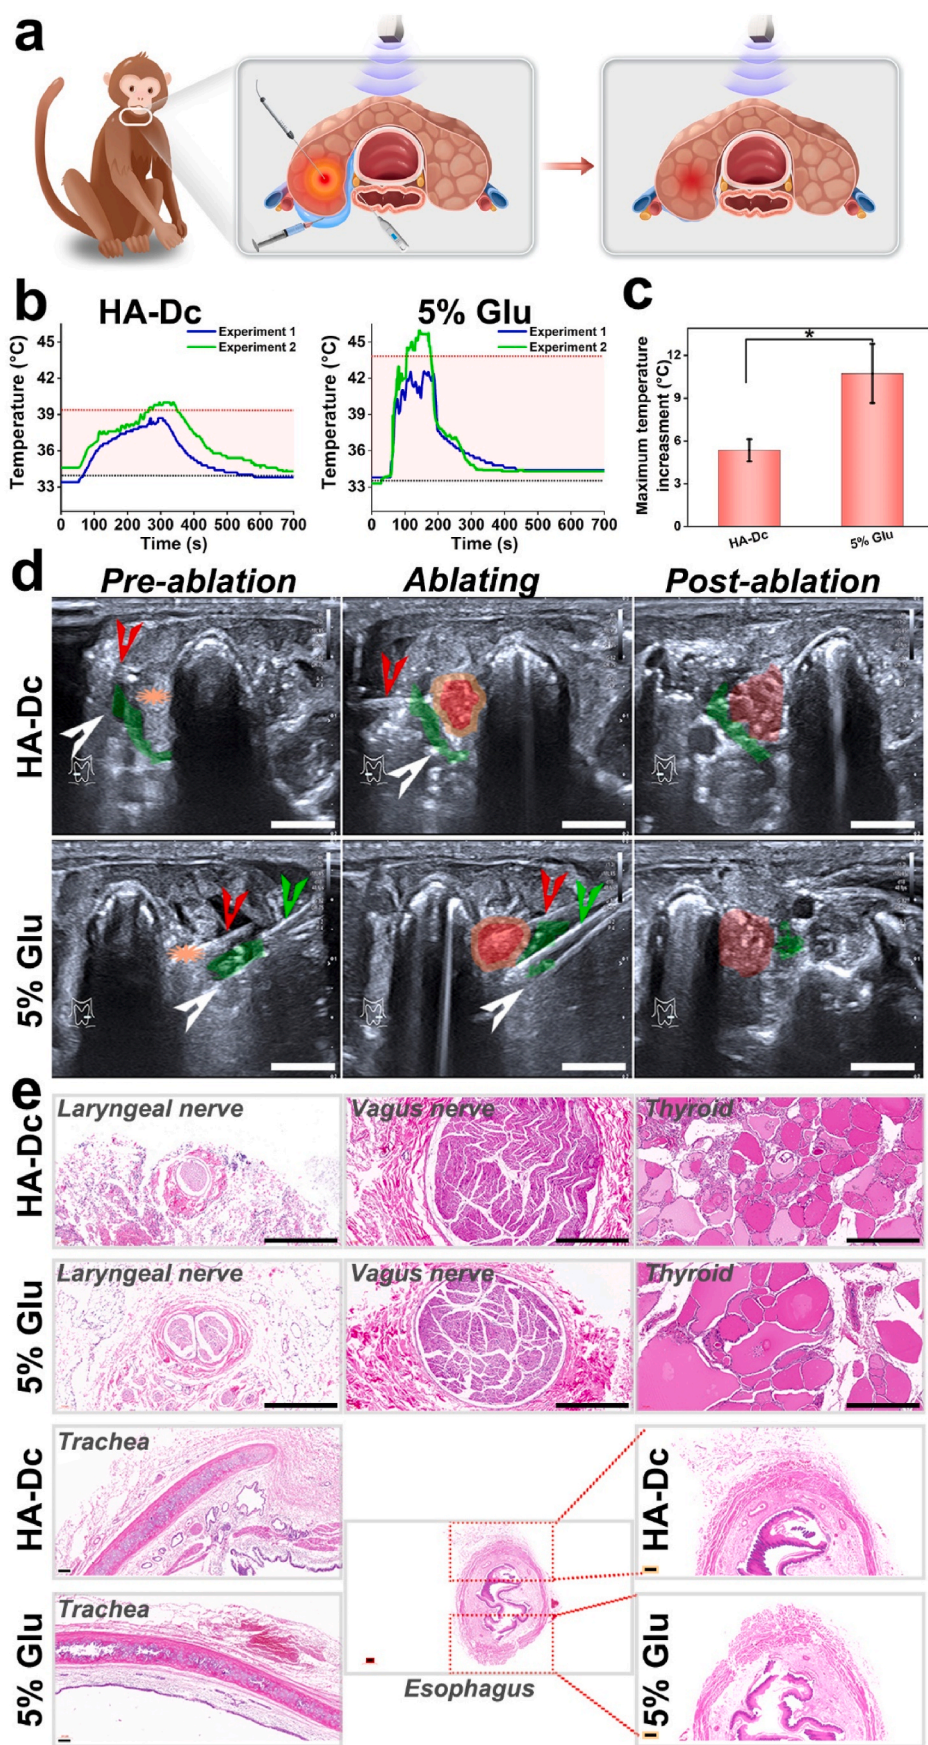 a
b
HA-Dc
5% Glu
c
Experiment 1
Experiment 2
Experiment 1
Experiment 2
Temperature (°C)
45
42
39
36
33
0 100 200 300 400 500 600 700
Time (s)
Temperature (°C)
45
42
39
36
33
0 100 200 300 400 500 600 700
Time (s)
Maximum temperature
increasment (°C)
12
9
6
3
0
*
HA-Dc
5% Glu
d
Pre-ablation
Ablating
Post-ablation
HA-Dc
5% Glu
e
HA-Dc
Laryngeal nerve
Vagus nerve
Thyroid
5% Glu
Laryngeal nerve
Vagus nerve
Thyroid
HA-Dc
Trachea
HA-Dc
5% Glu
Trachea
Esophagus
5% Glu